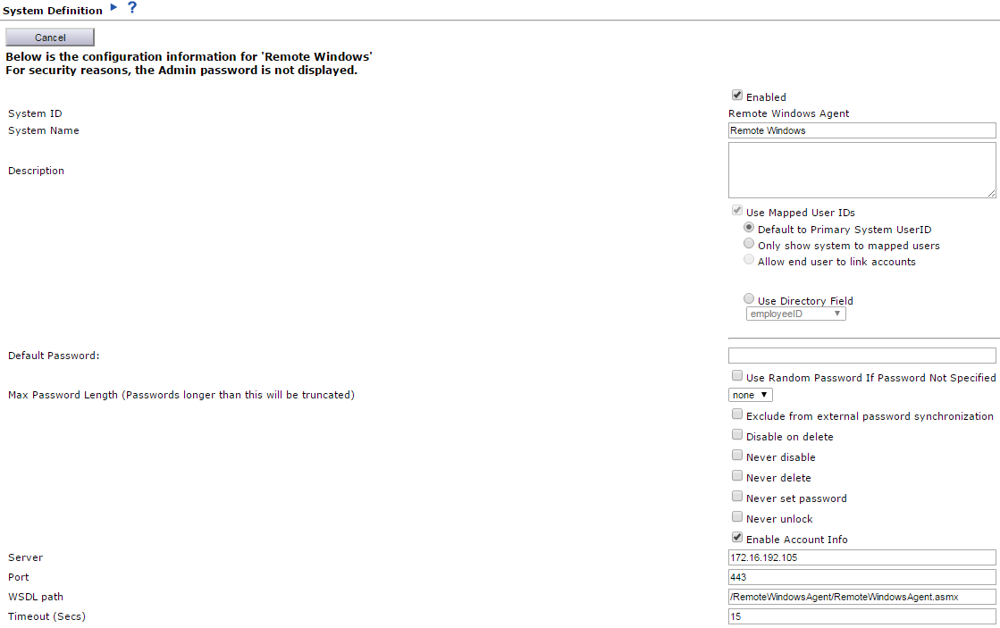 System Definition ?
Cancel
Below is the configuration information for 'Remote Windows'
For security reasons, the Admin password is not displayed.
Enabled
System ID Remote Windows Agent
System Name Remote Windows
Description
Use Mapped User IDs
Default to Primary System UserID
Only show system to mapped users
Allow end user to link accounts
Use Directory Field
employeeID
Default Password:
Use Random Password If Password Not Specified
Max Password Length (Passwords longer than this will be truncated) none
Exclude from external password synchronization
Disable on delete
Never disable
Never delete
Never set password
Never unlock
Enable Account Info
Server 172.16.192.105
Port 443
WSDL path /RemoteWindowsAgent/RemoteWindowsAgent.asmx
Timeout (Secs) 15